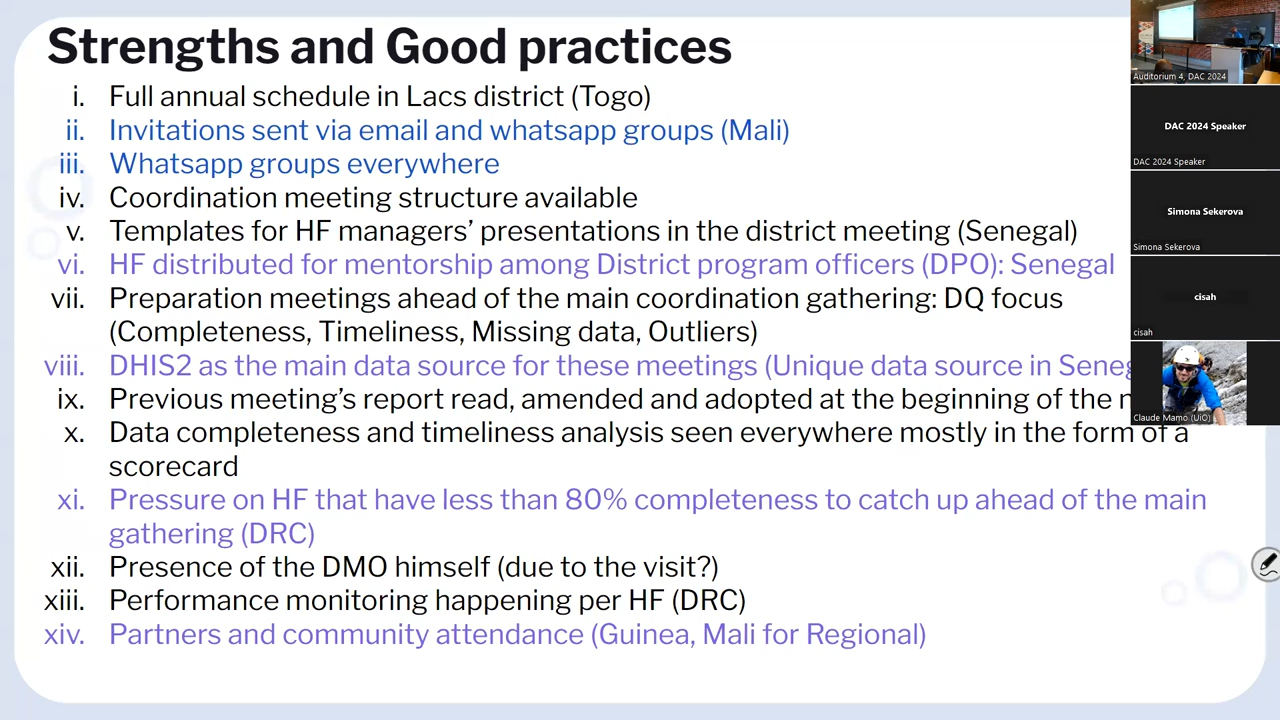 Strengths and Good practices
i. Full annual schedule in Lacs district (Togo)
ii. Invitations sent via email and whatsapp groups (Mali)
iii. Whatsapp groups everywhere
iv. Coordination meeting structure available
v. Templates for HF managers’ presentations in the district meeting (Senegal)
vi. HF distributed for mentorship among District program officers (DPO): Senegal
vii. Preparation meetings ahead of the main coordination gathering: DQ focus
(Completeness, Timeliness, Missing data, Outliers)
viii. DHIS2 as the main data source for these meetings (Unique data source in
ix. Previous meeting’s report read, amended and adopted at the beginning of the
x. Data completeness and timeliness analysis seen everywhere mostly in the form of a
scorecard
xi. Pressure on HF that have less than 80% completeness to catch up ahead of the main
gathering (DRC)
xii. Presence of the DMO himself (due to the visit?)
xiii. Performance monitoring happening per HF (DRC)
xiv. Partners and community attendance (Guinea, Mali for Regional)
Auditorium 4, DAC 2024
DAC 2024 Speaker
DAC 2024 Speaker
Simona Sekerova
Simona Sekerova
cisah
cisah
Claude Mamo (UiO)